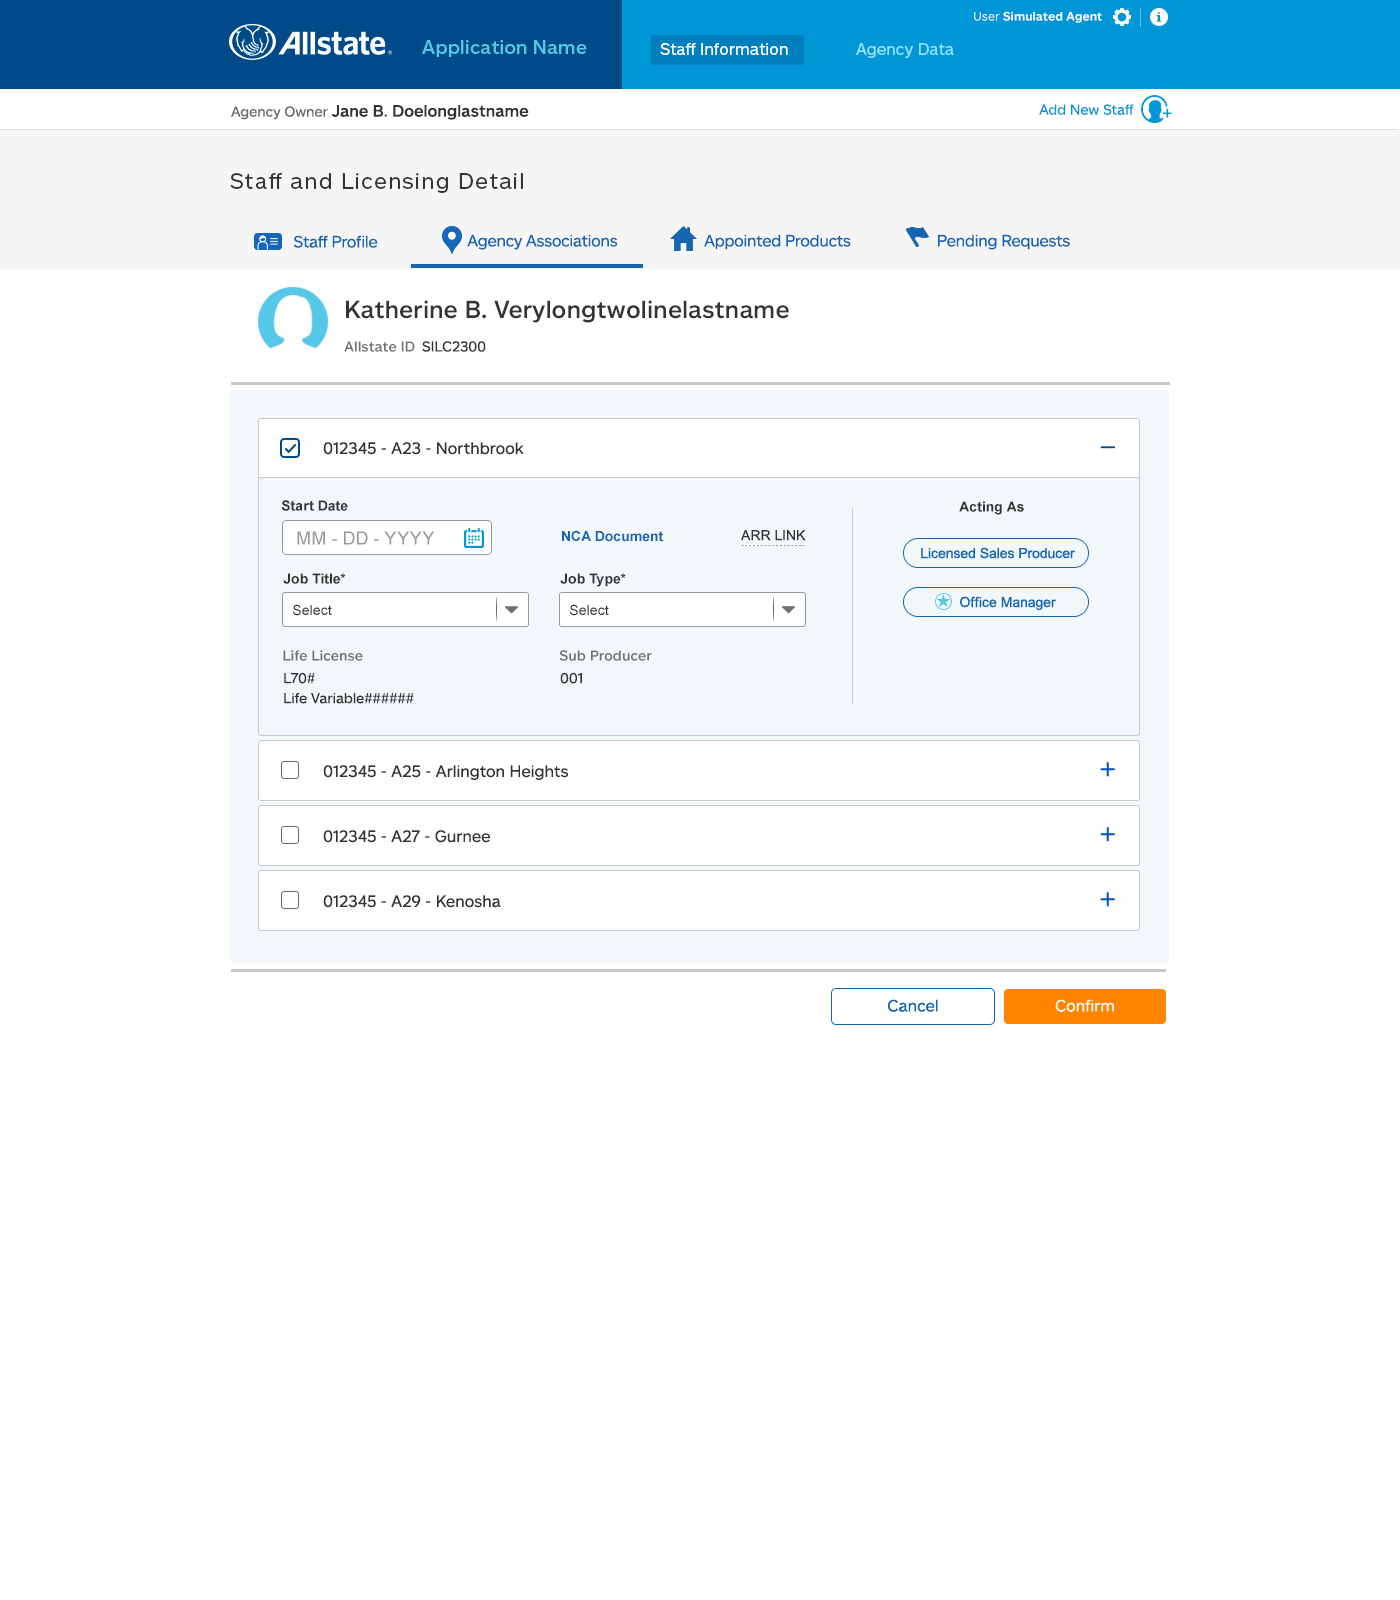 User Simulated Agent
Allstate. Application Name Staff Information Agency Data
Agency Owner Jane B. Doelonglastname Add New Staff
Staff and Licensing Detail
Staff Profile Agency Associations Appointed Products Pending Requests
Katherine B. Verylongtwolinelastname
Allstate ID SILC2300
012345 - A23 - Northbrook
Start Date
MM - DD - YYYY
NCA Document ARR LINK
Job Title* Job Type*
Select Select
Life License Sub Producer
L70# 001
Life Variable######
Acting As
Licensed Sales Producer
Office Manager
012345 - A25 - Arlington Heights
012345 - A27 - Gurnee
012345 - A29 - Kenosha
Cancel Confirm